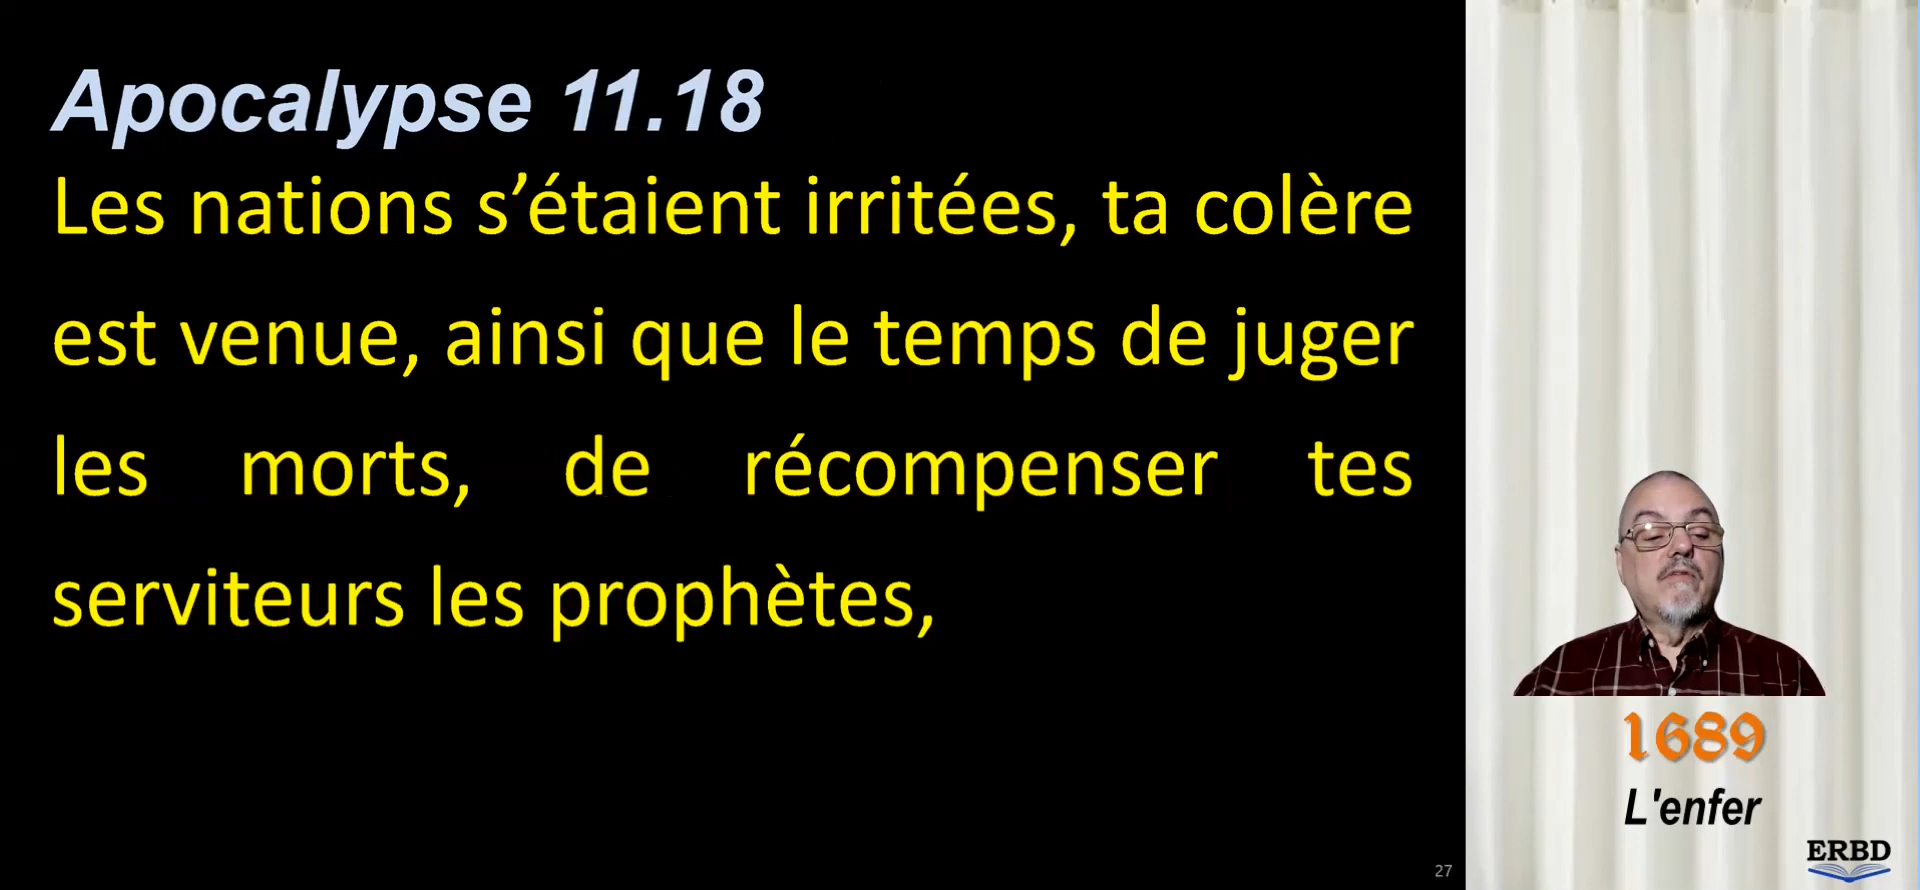 Apocalypse 11.18
Les nations s’étaient irritées, ta colère
est venue, ainsi que le temps de juger
les morts, de récompenser tes
serviteurs les prophètes,
1689
L'enfer
ERBD
27